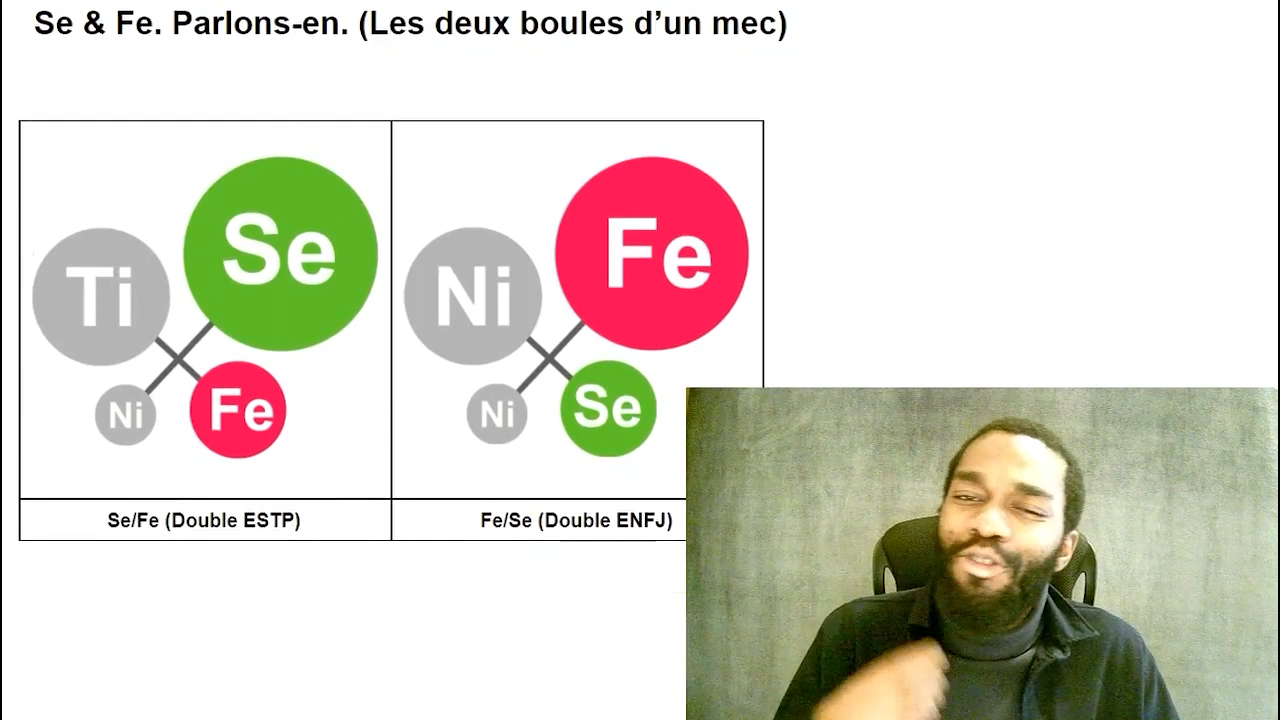 Se & Fe. Parlons-en. (Les deux boules d’un mec)
Ti
Se
Ni
Fe
Ni
Fe
Ni
Se
Se/Fe (Double ESTP)
Fe/Se (Double ENFJ)